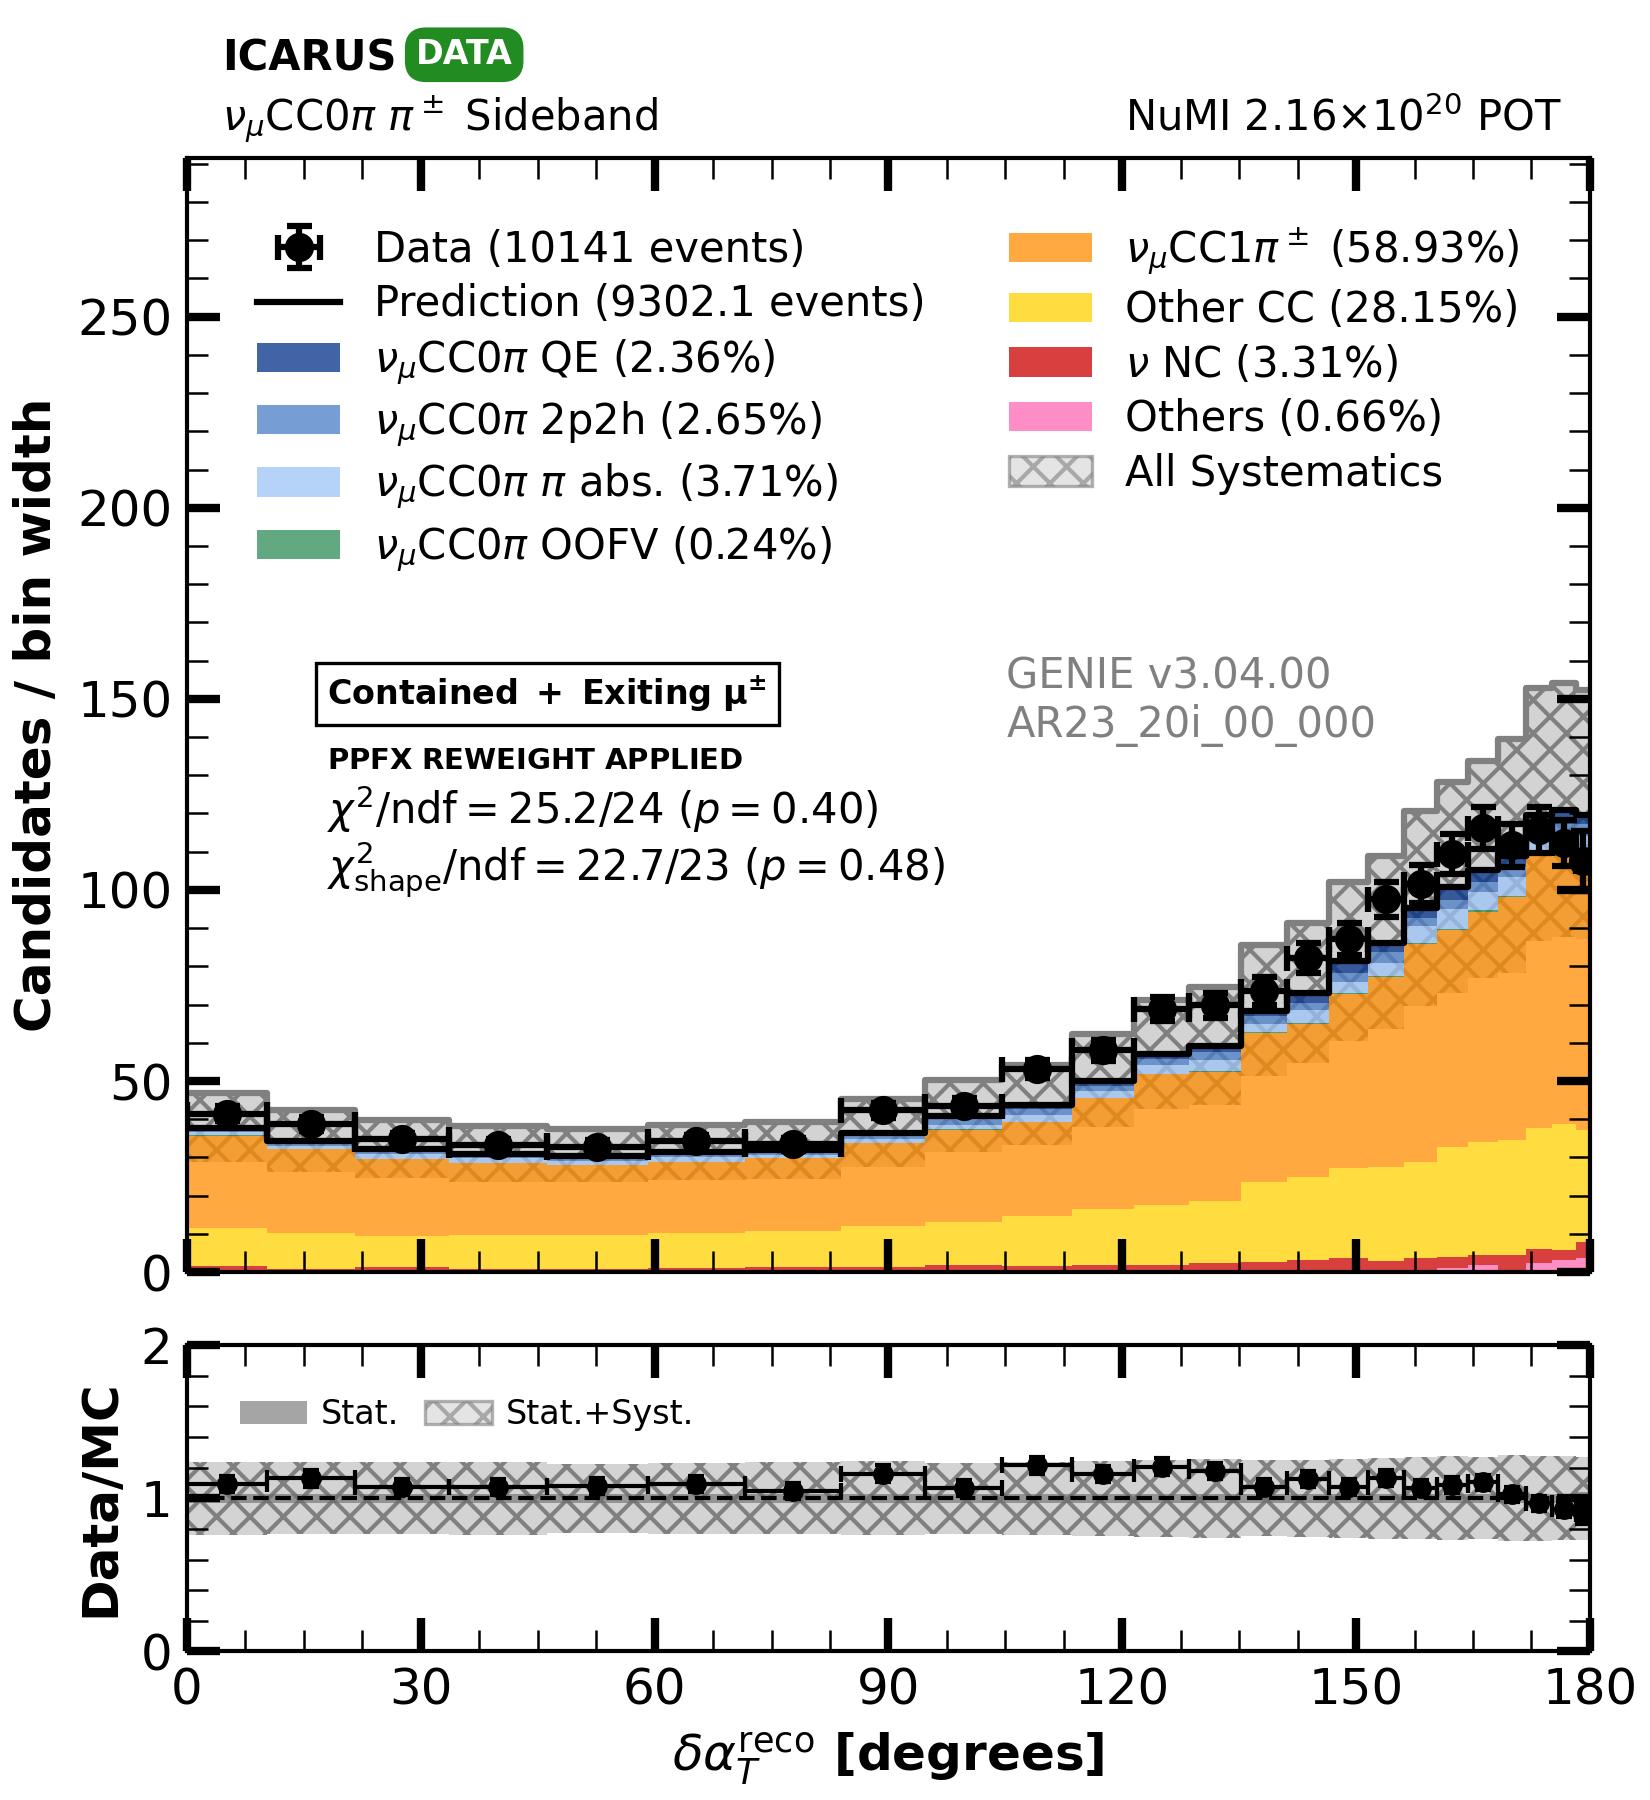 ICARUS DATA
νμCC0π π± Sideband
NuMI 2.16×10²⁰ POT
Candidates / bin width
250
200
150
100
50
0
Data (10141 events)
Prediction (9302.1 events)
νμCC0π QE (2.36%)
νμCC0π 2p2h (2.65%)
νμCC0π π abs. (3.71%)
νμCC0π OOFV (0.24%)
νμCC1π± (58.93%)
Other CC (28.15%)
ν NC (3.31%)
Others (0.66%)
All Systematics
Contained + Exiting μ±
PPFX REWEIGHT APPLIED
χ²/ndf = 25.2/24 (p = 0.40)
χ²shape/ndf = 22.7/23 (p = 0.48)
GENIE v3.04.00
AR23_20i_00_000
Data/MC
2
1
0
Stat.
Stat.+Syst.
0 30 60 90 120 150 180
δα_T^reco [degrees]